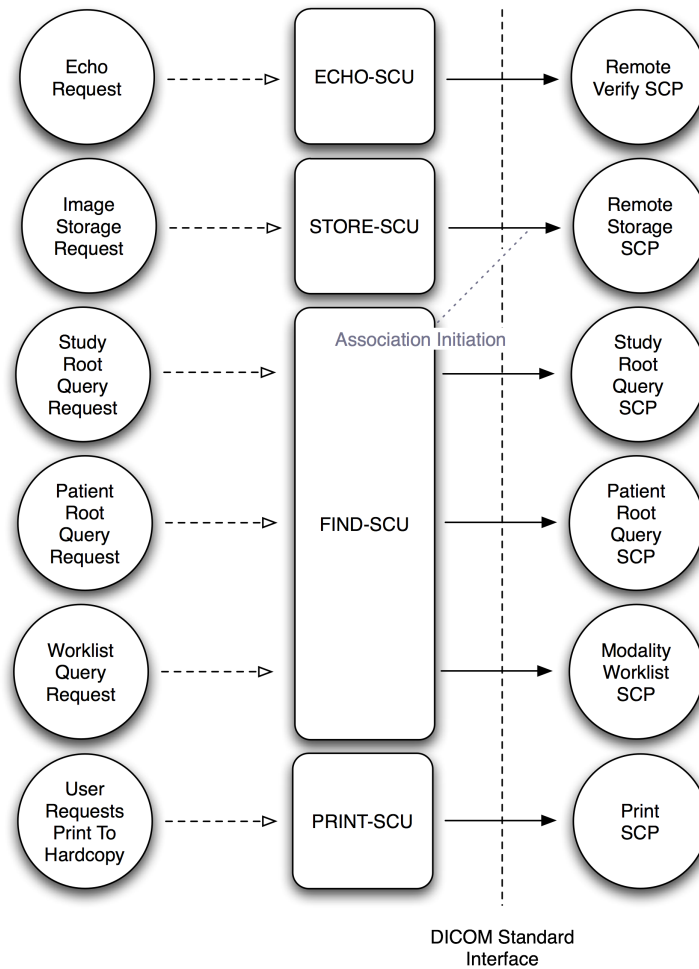 Echo
Request
ECHO-SCU
Remote
Verify SCP
Image
Storage
Request
STORE-SCU
Remote
Storage
SCP
Association Initiation
Study
Root
Query
Request
Study
Root
Query
SCP
Patient
Root
Query
Request
FIND-SCU
Patient
Root
Query
SCP
Worklist
Query
Request
Modality
Worklist
SCP
User
Requests
Print To
Hardcopy
PRINT-SCU
Print
SCP
DICOM Standard
Interface